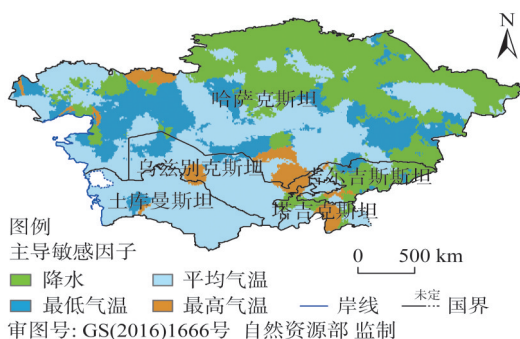 N
哈萨克斯坦
乌兹别克斯坦
吉尔吉斯斯坦
土库曼斯坦
塔吉克斯坦
图例
主导敏感因子
0 500 km
降水 平均气温 未定
最低气温 最高气温 岸线 国界
审图号: GS(2016)1666号 自然资源部 监制